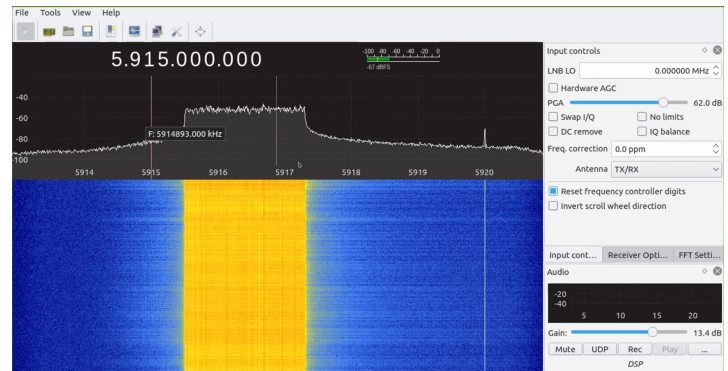 File Tools View Help
5.915.000.000
-100 -80 -60 -40 -20 0
-67 dBFS
-40
-60
-80
-100
F: 5914893.000 kHz
5914 5915 5916 5917 5918 5919 5920
Input controls
LNB LO 0.000000 MHz
Hardware AGC
PGA 62.0 dB
Swap I/Q No limits
DC remove IQ balance
Freq. correction 0.0 ppm
Antenna TX/RX
Reset frequency controller digits
Invert scroll wheel direction
Input cont... Receiver Opti... FFT Setti...
Audio
-20
-40
5 10 15 20
Gain: 13.4 dB
Mute UDP Rec Play ...
DSP